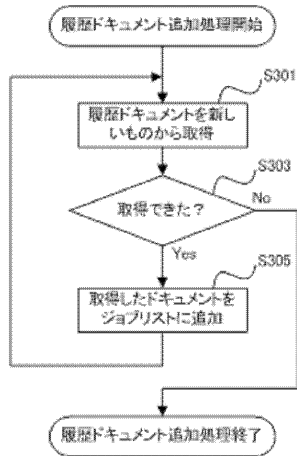 履歴ドキュメント追加処理開始
S301
履歴ドキュメントを新し
いものから取得
S303
取得できた？
No
Yes
S305
取得したドキュメントを
ジョブリストに追加
履歴ドキュメント追加処理終了